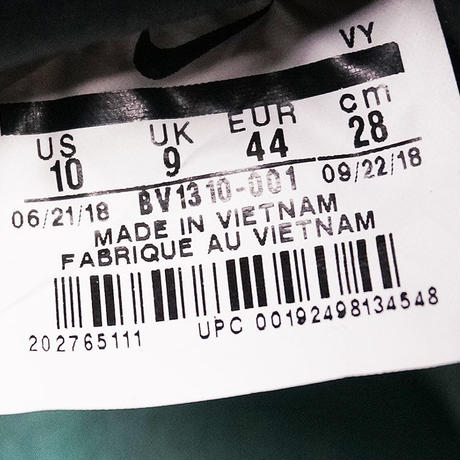 VY
US UK EUR cm
10 9 44 28
06/21/18 BV1310-001 09/22/18
MADE IN VIETNAM
FABRIQUE AU VIETNAM
202765111 UPC 00192498134548